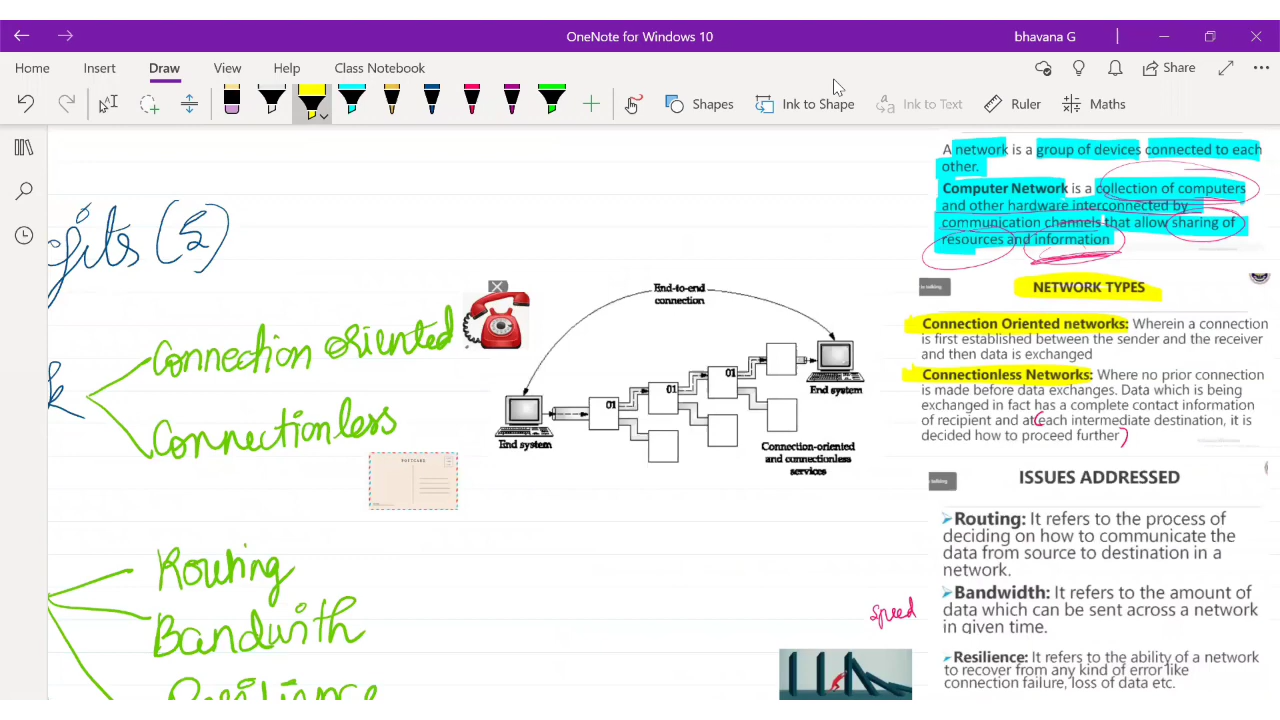 OneNote for Windows 10
bhavana G
Home
Insert
Draw
View
Help
Class Notebook
Share
Shapes
Ink to Shape
Ink to Text
Ruler
Maths
fits (5)
k
Connection oriented
Connectionless
POSTCARD
Routing
Bandwith
Resilience
End-to-end
connection
01
01
01
End system
End system
Connection-oriented
and connectionless
services
speed
A network is a group of devices connected to each
other.
Computer Network is a collection of computers
and other hardware interconnected by
communication channels that allow sharing of
resources and information
NETWORK TYPES
Connection Oriented networks: Wherein a connection
is first established between the sender and the receiver
and then data is exchanged
Connectionless Networks: Where no prior connection
is made before data exchanges. Data which is being
exchanged in fact has a complete contact information
of recipient and at each intermediate destination, it is
decided how to proceed further
talking
ISSUES ADDRESSED
Routing: It refers to the process of
deciding on how to communicate the
data from source to destination in a
network.
Bandwidth: It refers to the amount of
data which can be sent across a network
in given time.
Resilience: It refers to the ability of a network
to recover from any kind of error like
connection failure, loss of data etc.